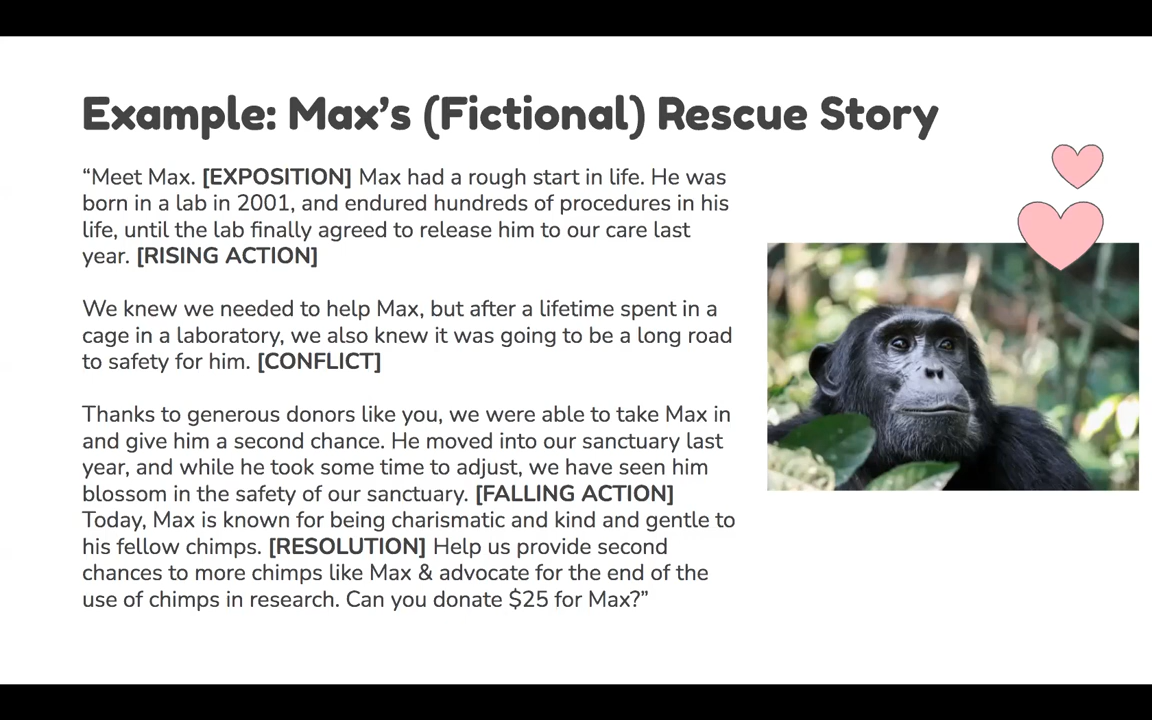 Example: Max's (Fictional) Rescue Story
“Meet Max. [EXPOSITION] Max had a rough start in life. He was
born in a lab in 2001, and endured hundreds of procedures in his
life, until the lab finally agreed to release him to our care last
year. [RISING ACTION]
We knew we needed to help Max, but after a lifetime spent in a
cage in a laboratory, we also knew it was going to be a long road
to safety for him. [CONFLICT]
Thanks to generous donors like you, we were able to take Max in
and give him a second chance. He moved into our sanctuary last
year, and while he took some time to adjust, we have seen him
blossom in the safety of our sanctuary. [FALLING ACTION]
Today, Max is known for being charismatic and kind and gentle to
his fellow chimps. [RESOLUTION] Help us provide second
chances to more chimps like Max & advocate for the end of the
use of chimps in research. Can you donate $25 for Max?”